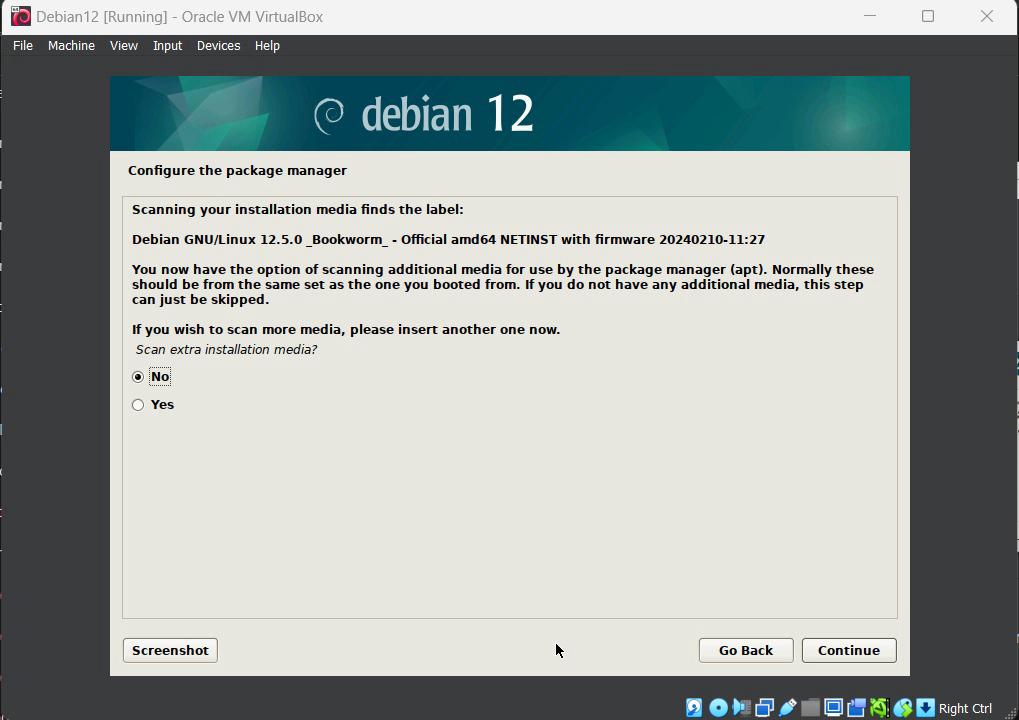 Debian12 [Running] - Oracle VM VirtualBox
File Machine View Input Devices Help
debian 12
Configure the package manager
Scanning your installation media finds the label:
Debian GNU/Linux 12.5.0 _Bookworm_ - Official amd64 NETINST with firmware 20240210-11:27
You now have the option of scanning additional media for use by the package manager (apt). Normally these
should be from the same set as the one you booted from. If you do not have any additional media, this step
can just be skipped.
If you wish to scan more media, please insert another one now.
Scan extra installation media?
No
Yes
Screenshot
Go Back
Continue
Right Ctrl